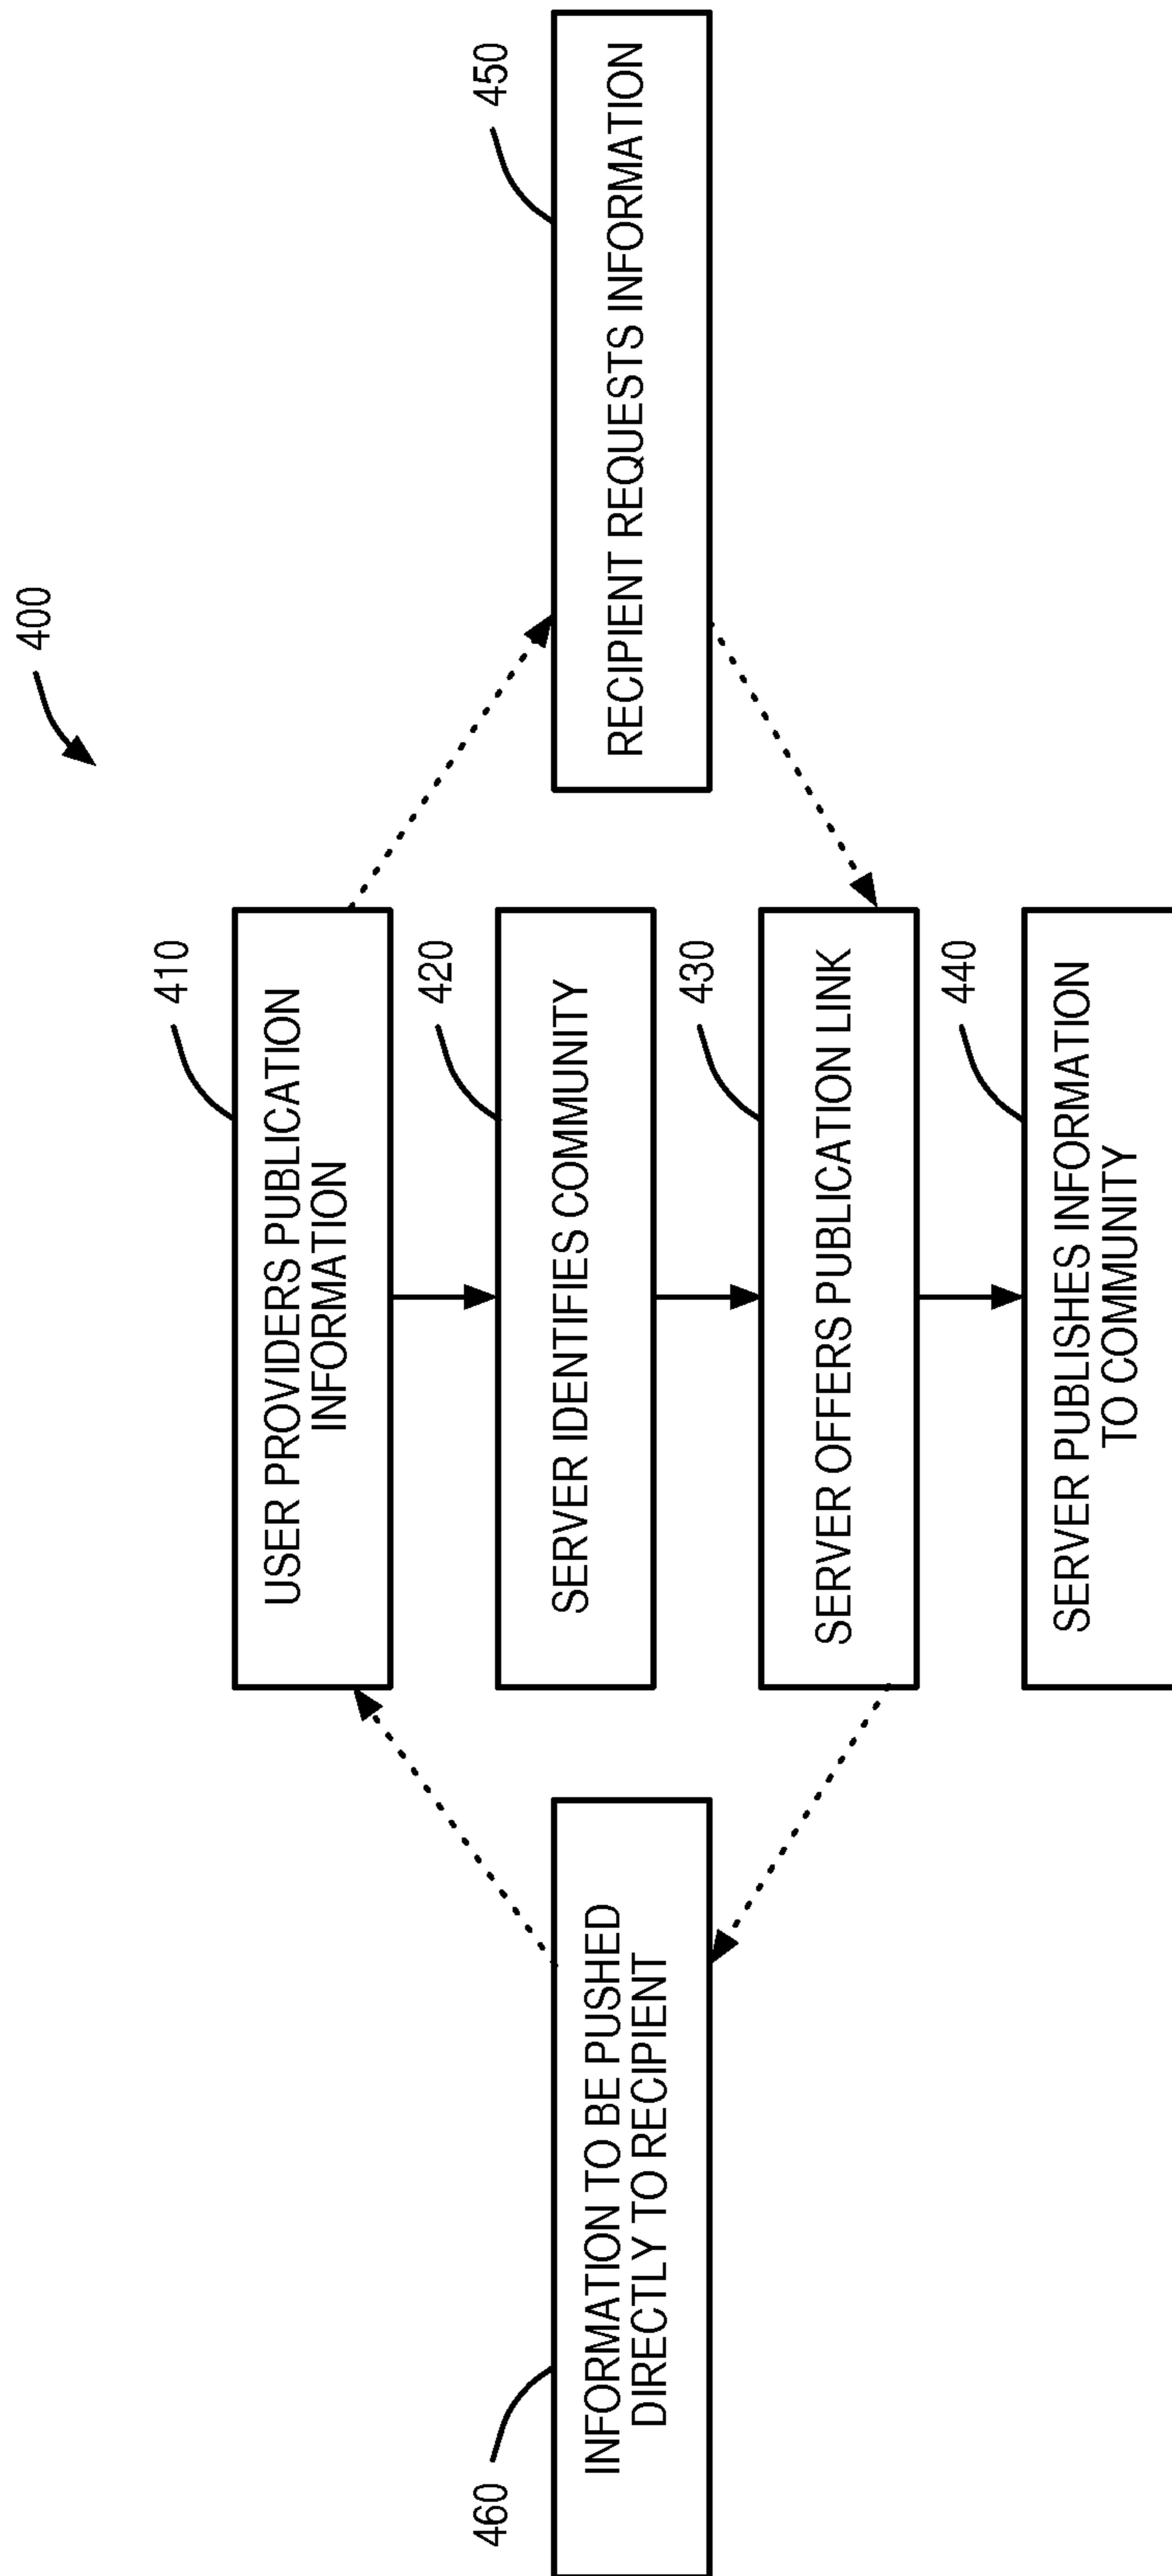 400
410
USER PROVIDERS PUBLICATION
INFORMATION
420
SERVER IDENTIFIES COMMUNITY
430
SERVER OFFERS PUBLICATION LINK
440
SERVER PUBLISHES INFORMATION
TO COMMUNITY
450
RECIPIENT REQUESTS INFORMATION
460
INFORMATION TO BE PUSHED
DIRECTLY TO RECIPIENT